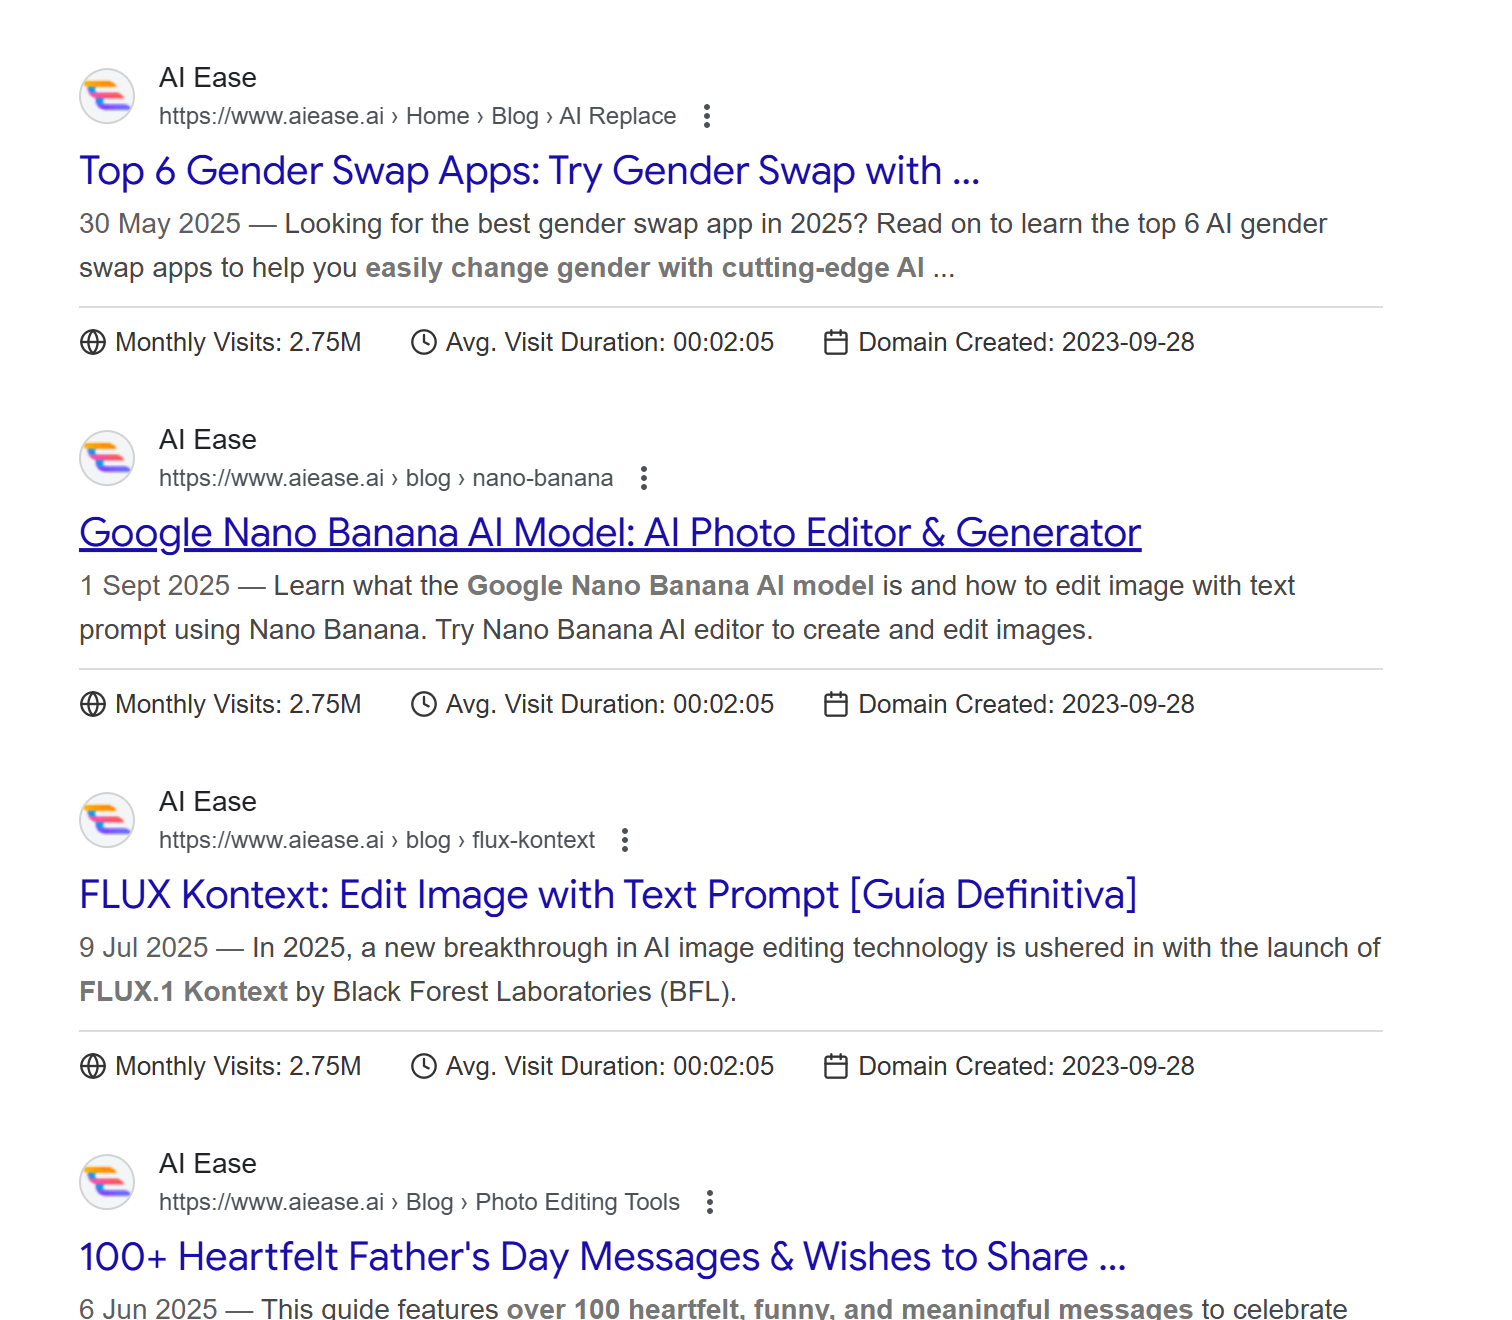 AI Ease
https://www.aiease.ai › Home › Blog › AI Replace
Top 6 Gender Swap Apps: Try Gender Swap with ...
30 May 2025 — Looking for the best gender swap app in 2025? Read on to learn the top 6 AI gender
swap apps to help you easily change gender with cutting-edge AI ...
Monthly Visits: 2.75M Avg. Visit Duration: 00:02:05 Domain Created: 2023-09-28
AI Ease
https://www.aiease.ai › blog › nano-banana
Google Nano Banana AI Model: AI Photo Editor & Generator
1 Sept 2025 — Learn what the Google Nano Banana AI model is and how to edit image with text
prompt using Nano Banana. Try Nano Banana AI editor to create and edit images.
Monthly Visits: 2.75M Avg. Visit Duration: 00:02:05 Domain Created: 2023-09-28
AI Ease
https://www.aiease.ai › blog › flux-kontext
FLUX Kontext: Edit Image with Text Prompt [Guía Definitiva]
9 Jul 2025 — In 2025, a new breakthrough in AI image editing technology is ushered in with the launch of
FLUX.1 Kontext by Black Forest Laboratories (BFL).
Monthly Visits: 2.75M Avg. Visit Duration: 00:02:05 Domain Created: 2023-09-28
AI Ease
https://www.aiease.ai › Blog › Photo Editing Tools
100+ Heartfelt Father's Day Messages & Wishes to Share ...
6 Jun 2025 — This guide features over 100 heartfelt, funny, and meaningful messages to celebrate